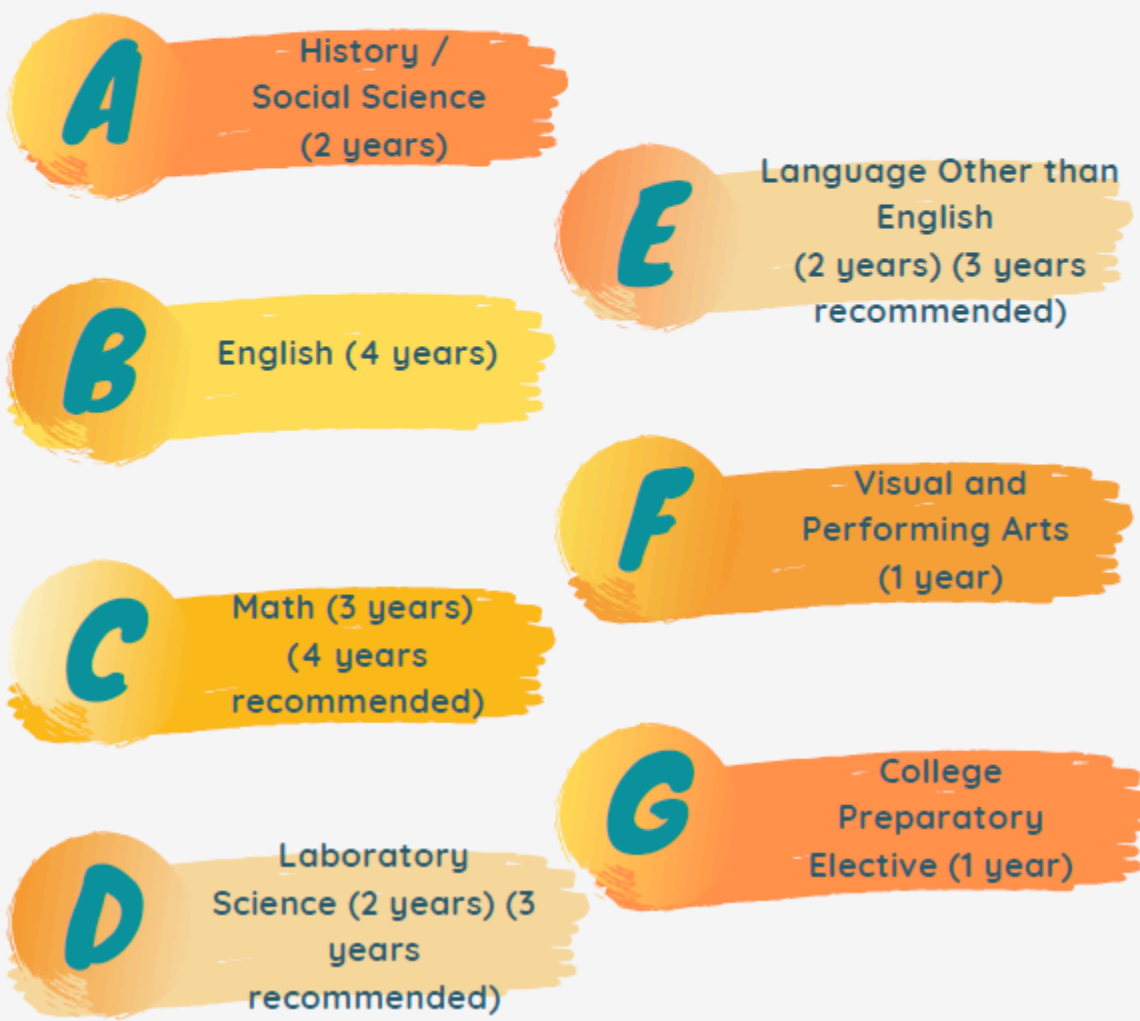 A
History /
Social Science
(2 years)
B
English (4 years)
C
Math (3 years)
(4 years
recommended)
D
Laboratory
Science (2 years) (3
years
recommended)
E
Language Other than
English
(2 years) (3 years
recommended)
F
Visual and
Performing Arts
(1 year)
G
College
Preparatory
Elective (1 year)